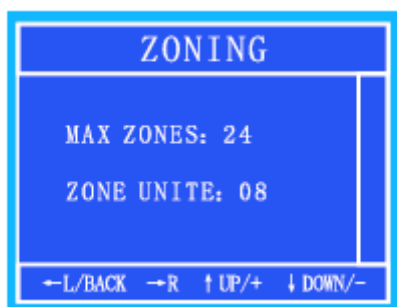 ZONING
MAX ZONES: 24
ZONE UNITE: 08
←L/BACK →R ↑UP/+ ↓DOWN/-